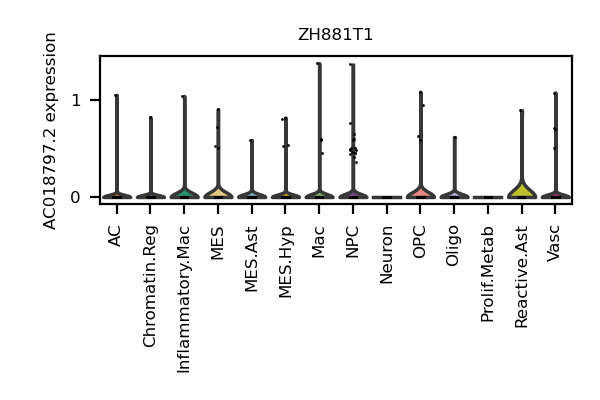 ZH881T1
AC018797.2 expression
1
0
AC
Chromatin.Reg
Inflammatory.Mac
MES
MES.Ast
MES.Hyp
Mac
NPC
Neuron
OPC
Oligo
Prolif.Metab
Reactive.Ast
Vasc